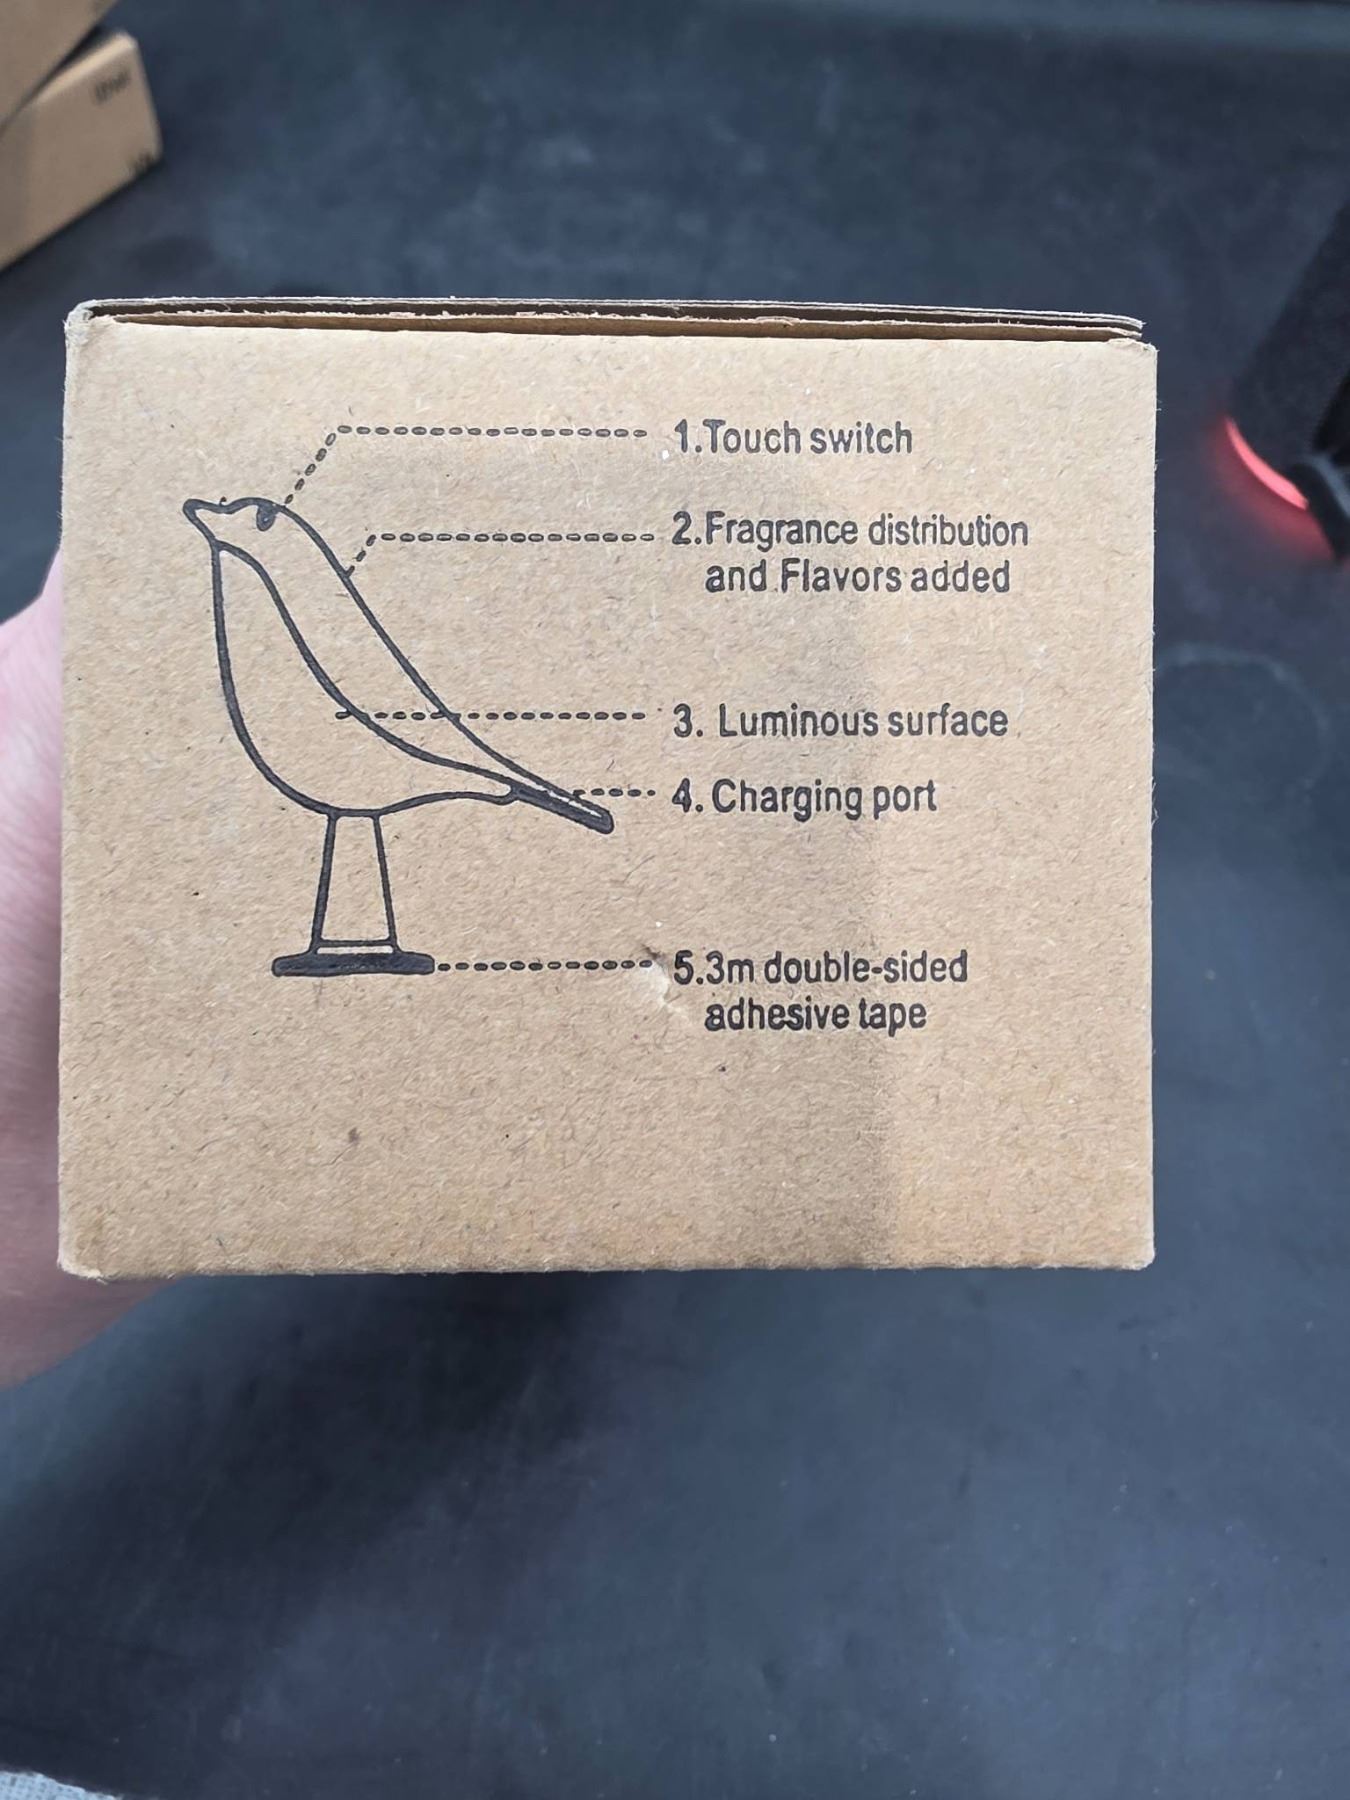 1.Touch switch
2.Fragrance distribution
and Flavors added
3. Luminous surface
4. Charging port
5.3m double-sided
adhesive tape